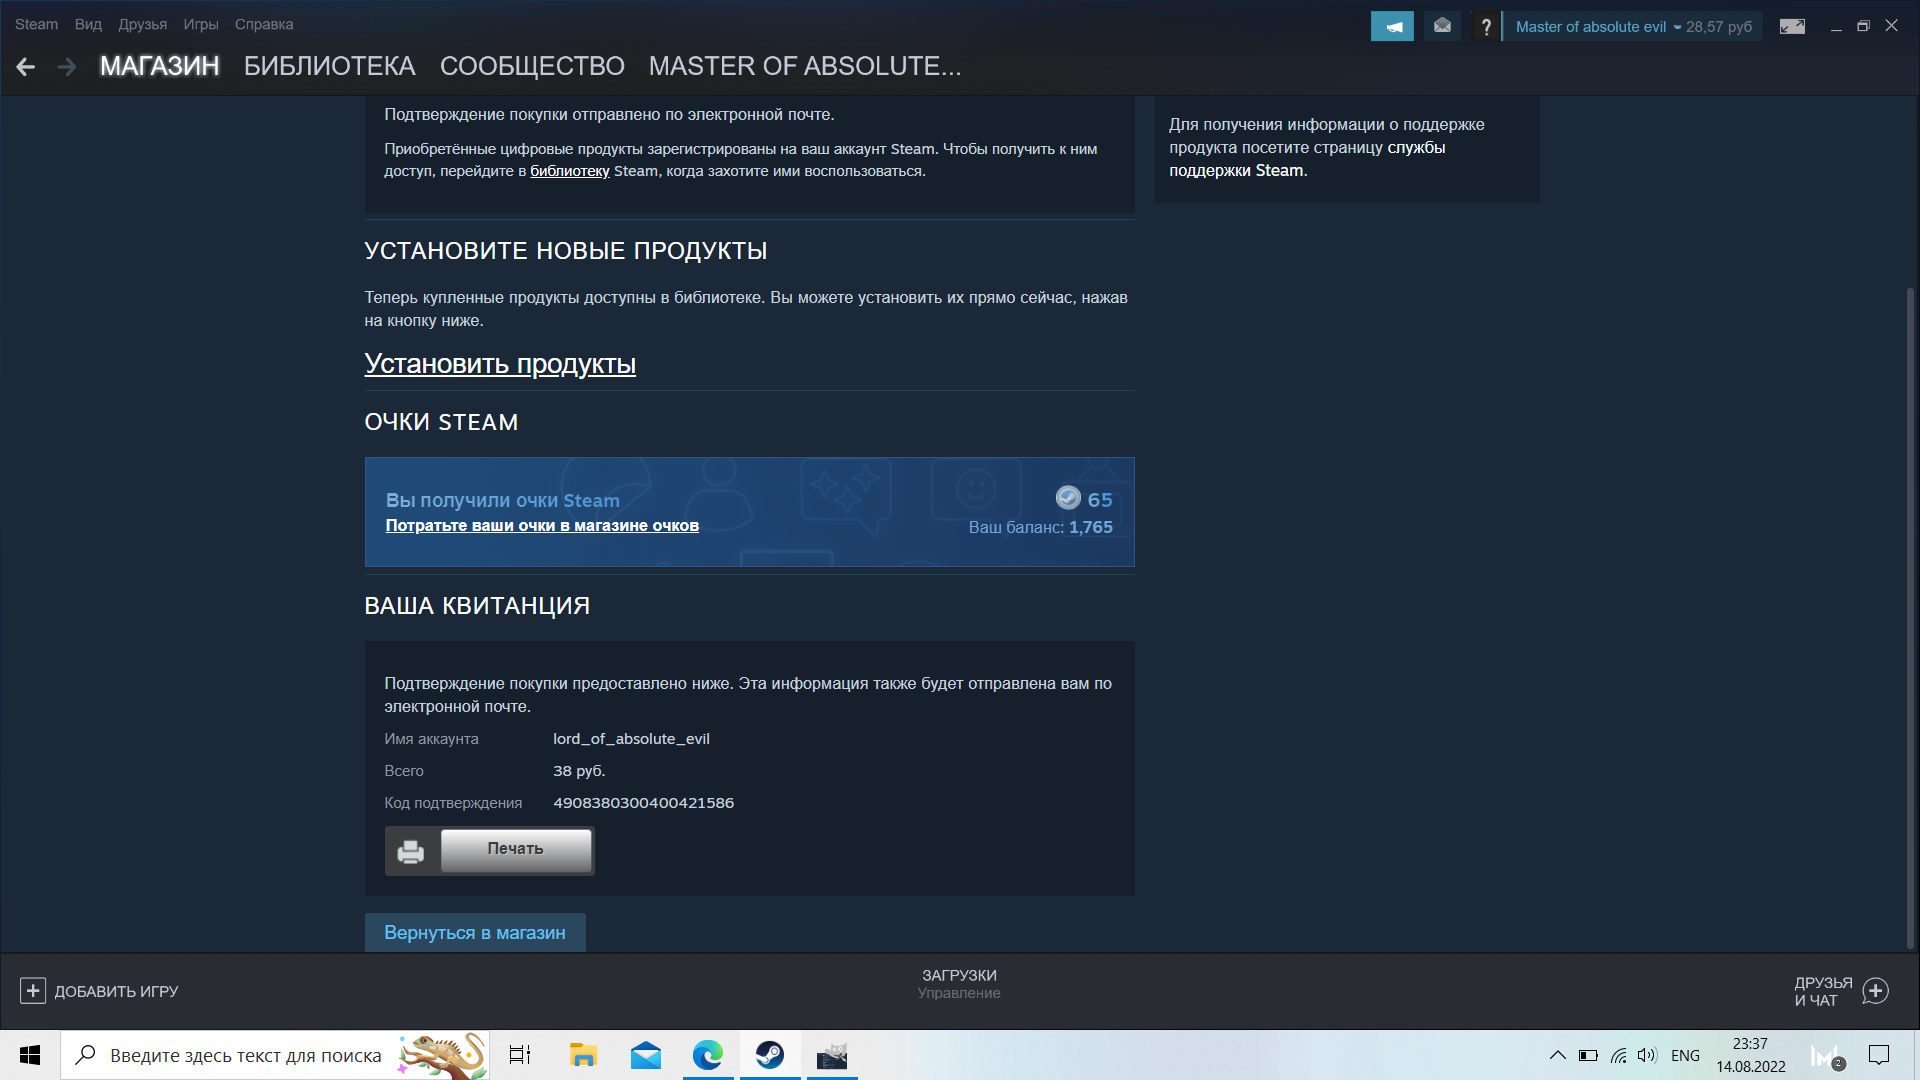 Steam Вид Друзья Игры Справка
Master of absolute evil 28,57 руб
МАГАЗИН БИБЛИОТЕКА СООБЩЕСТВО MASTER OF ABSOLUTE...
Подтверждение покупки отправлено по электронной почте.
Приобретённые цифровые продукты зарегистрированы на ваш аккаунт Steam. Чтобы получить к ним
доступ, перейдите в библиотеку Steam, когда захотите ими воспользоваться.
Для получения информации о поддержке
продукта посетите страницу службы
поддержки Steam.
УСТАНОВИТЕ НОВЫЕ ПРОДУКТЫ
Теперь купленные продукты доступны в библиотеке. Вы можете установить их прямо сейчас, нажав
на кнопку ниже.
Установить продукты
ОЧКИ STEAM
Вы получили очки Steam
65
Потратьте ваши очки в магазине очков
Ваш баланс: 1,765
ВАША КВИТАНЦИЯ
Подтверждение покупки предоставлено ниже. Эта информация также будет отправлена вам по
электронной почте.
Имя аккаунта lord_of_absolute_evil
Всего 38 руб.
Код подтверждения 4908380300400421586
Печать
Вернуться в магазин
ДОБАВИТЬ ИГРУ
ЗАГРУЗКИ
Управление
ДРУЗЬЯ
И ЧАТ
Введите здесь текст для поиска
ENG
23:37
14.08.2022
2